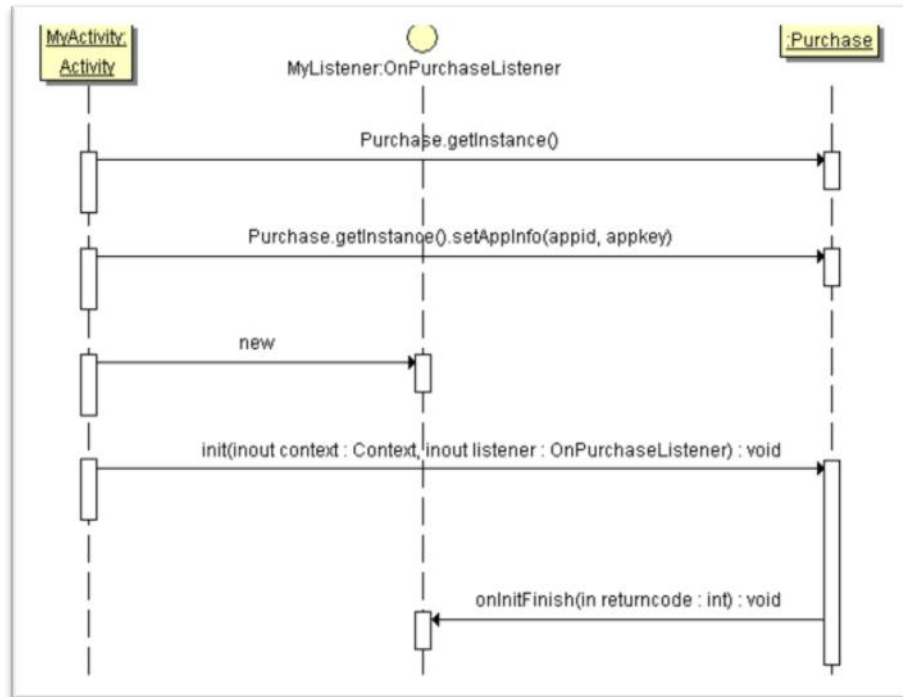 MyActivity:
Activity
MyListener:OnPurchaseListener
:Purchase
Purchase.getInstance()
Purchase.getInstance().setAppInfo(appid, appkey)
new
init(inout context : Context, inout listener : OnPurchaseListener) : void
onInitFinish(in returncode : int) : void